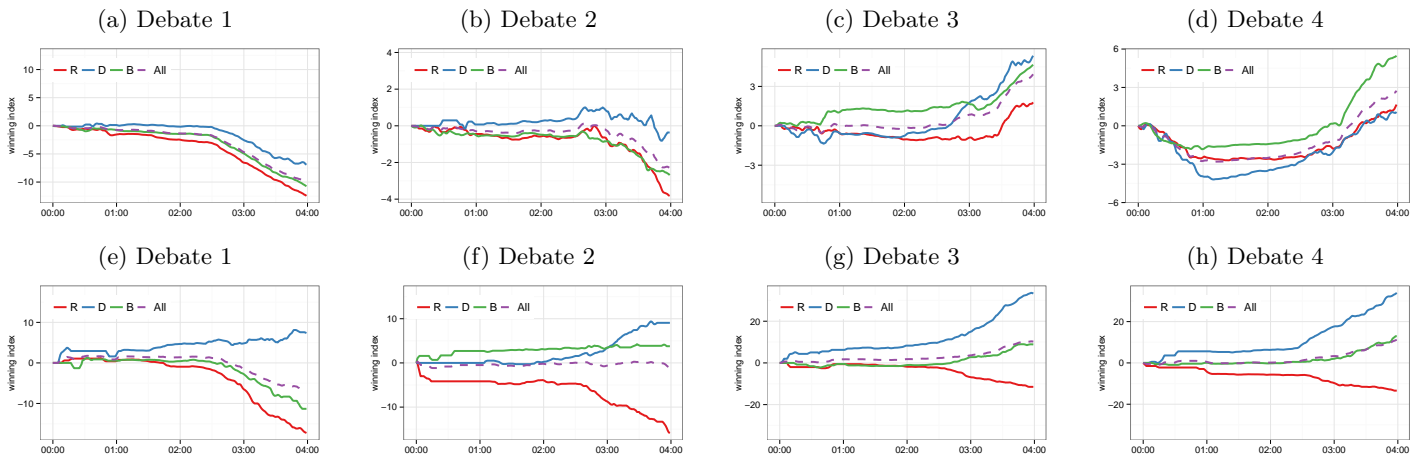 (a) Debate 1
10
5
0
−5
−10
winning index
R D B All
00:00 01:00 02:00 03:00 04:00
(b) Debate 2
4
2
0
−2
−4
winning index
R D B All
00:00 01:00 02:00 03:00 04:00
(c) Debate 3
3
0
−3
winning index
R D B All
00:00 01:00 02:00 03:00 04:00
(d) Debate 4
6
3
0
−3
−6
winning index
R D B All
00:00 01:00 02:00 03:00 04:00
(e) Debate 1
10
0
−10
winning index
R D B All
00:00 01:00 02:00 03:00 04:00
(f) Debate 2
10
0
−10
winning index
R D B All
00:00 01:00 02:00 03:00 04:00
(g) Debate 3
20
0
−20
winning index
R D B All
00:00 01:00 02:00 03:00 04:00
(h) Debate 4
20
0
−20
winning index
R D B All
00:00 01:00 02:00 03:00 04:00